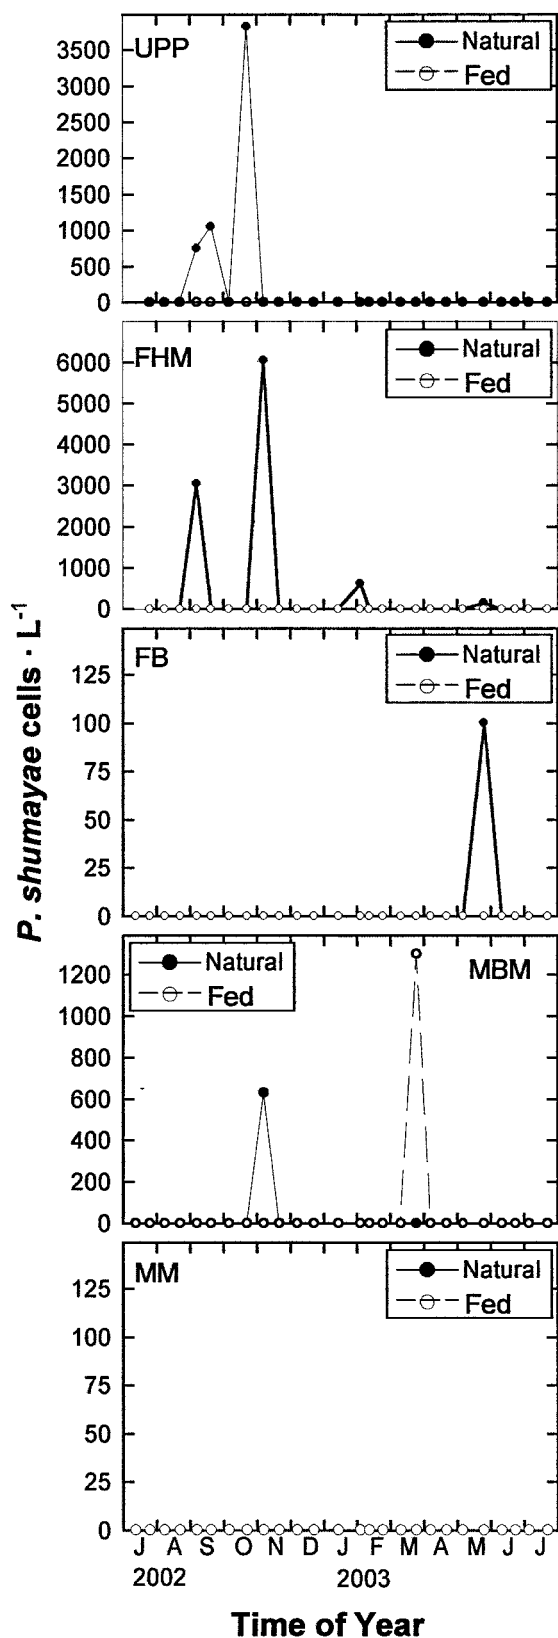 P. shumayae cells · L-1
UPP
Natural
Fed
3500
3000
2500
2000
1500
1000
500
0
FHM
Natural
Fed
6000
5000
4000
3000
2000
1000
0
FB
Natural
Fed
125
100
75
50
25
0
Natural
Fed
MBM
1200
1000
800
600
400
200
0
MM
Natural
Fed
125
100
75
50
25
0
J A S O N D J F M A M J J
2002 2003
Time of Year